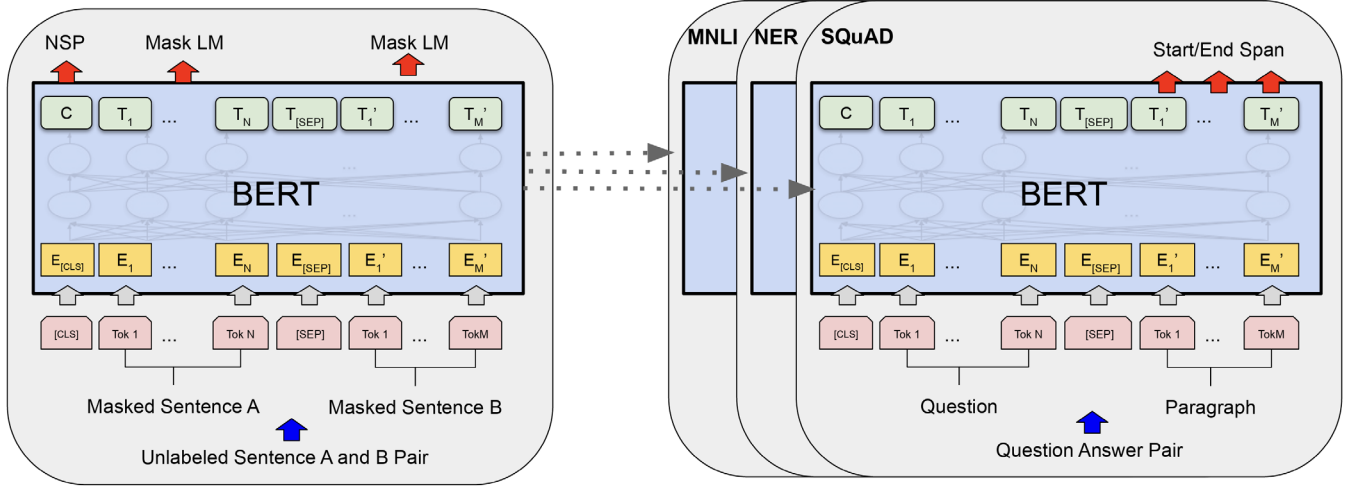 NSP Mask LM Mask LM
C T1 ... TN T[SEP] T1' ... TM'
...
BERT
...
E[CLS] E1 ... EN E[SEP] E1' ... EM'
[CLS] Tok 1 ... Tok N [SEP] Tok 1 ... TokM
Masked Sentence A Masked Sentence B
Unlabeled Sentence A and B Pair
MNLI NER SQuAD
Start/End Span
C T1 ... TN T[SEP] T1' ... TM'
...
BERT
...
E[CLS] E1 ... EN E[SEP] E1' ... EM'
[CLS] Tok 1 ... Tok N [SEP] Tok 1 ... TokM
Question Paragraph
Question Answer Pair